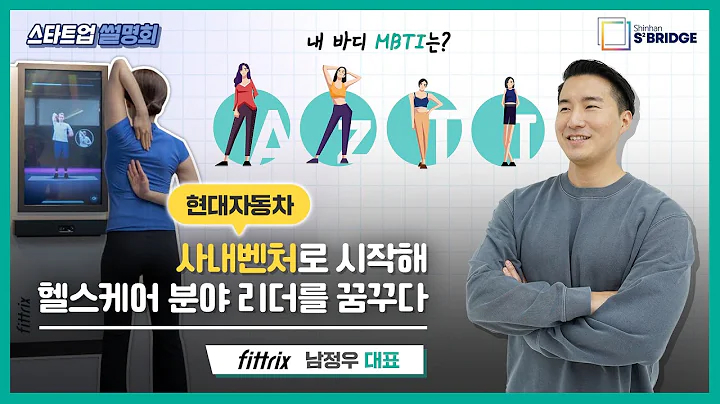 스타트업 썰명회
내 바디 MBTI는?
Shinhan
S²BRIDGE
A Z T T
현대자동차
사내벤처로 시작해
헬스케어 분야 리더를 꿈꾸다
fittrix
fittrix 남정우 대표